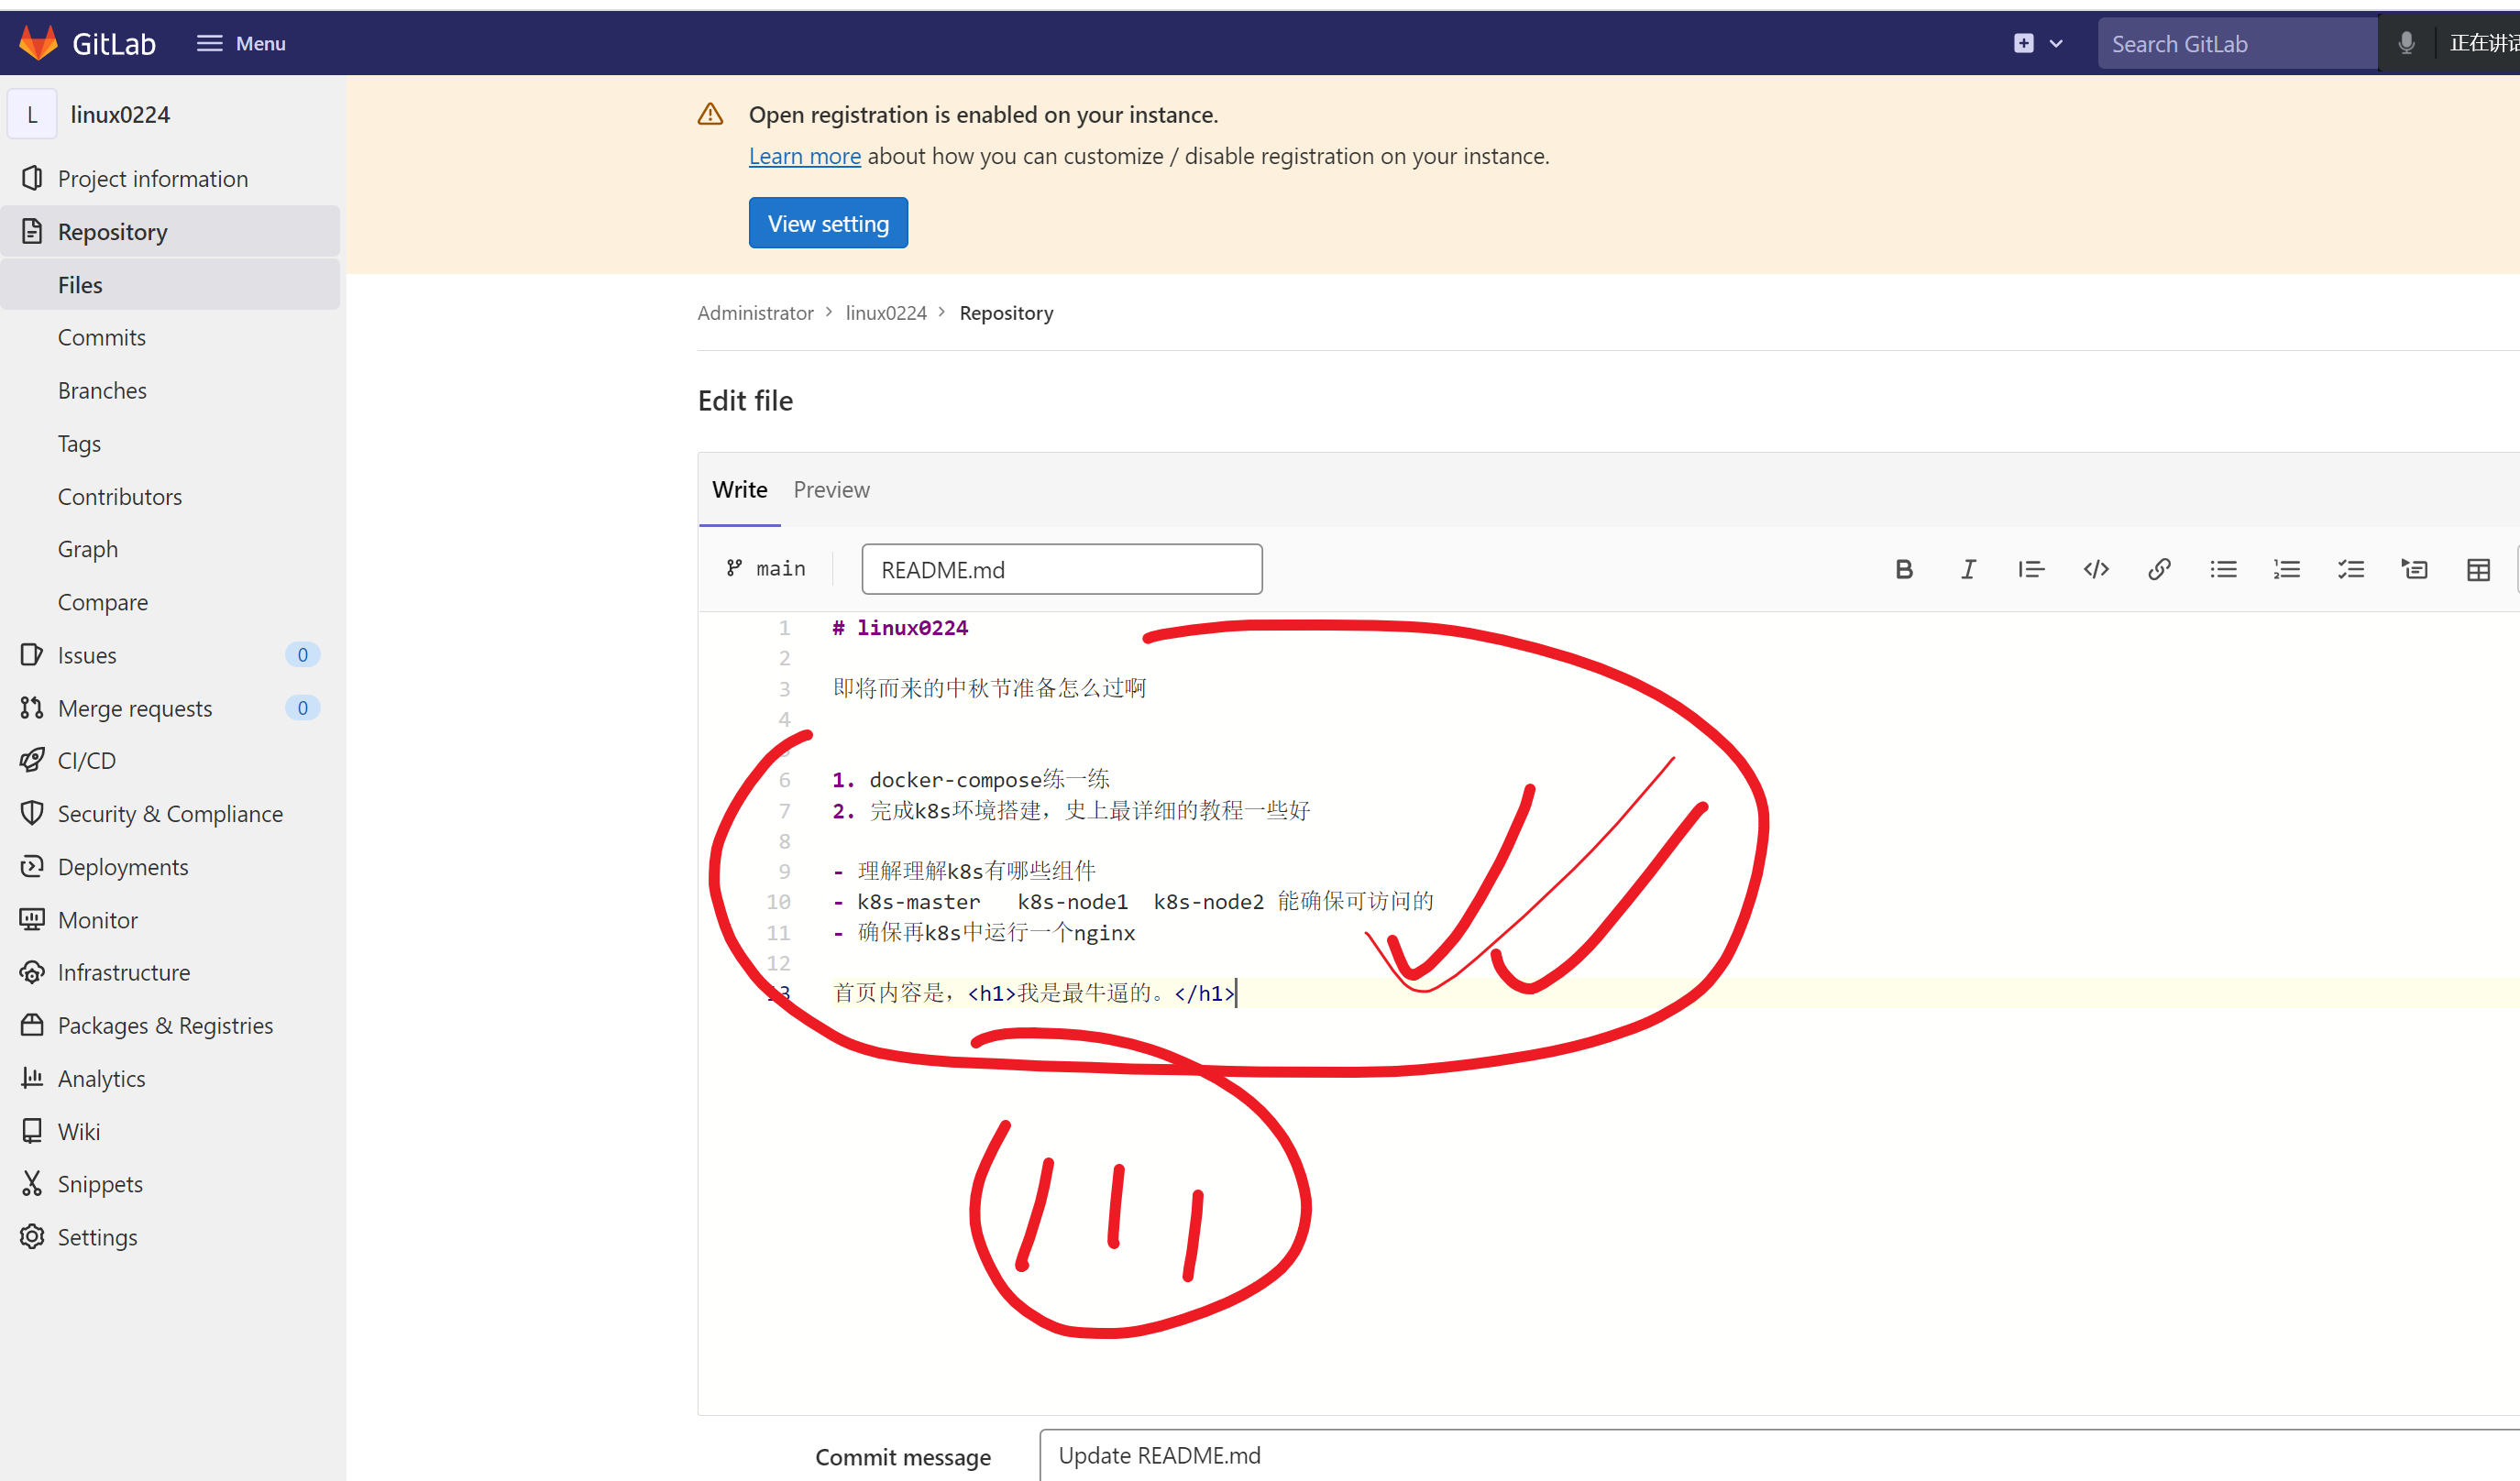 GitLab
Menu
Search GitLab
正在讲话
L
linux0224
Project information
Repository
Files
Commits
Branches
Tags
Contributors
Graph
Compare
Issues
0
Merge requests
0
CI/CD
Security & Compliance
Deployments
Monitor
Infrastructure
Packages & Registries
Analytics
Wiki
Snippets
Settings
Open registration is enabled on your instance.
Learn more about how you can customize / disable registration on your instance.
View setting
Administrator > linux0224 > Repository
Edit file
Write Preview
main
README.md
1 # linux0224
2
3 即将而来的中秋节准备怎么过啊
4
5
6 1. docker-compose练一练
7 2. 完成k8s环境搭建，史上最详细的教程一些好
8
9 - 理解理解k8s有哪些组件
10 - k8s-master k8s-node1 k8s-node2 能确保可访问的
11 - 确保再k8s中运行一个nginx
12
13 首页内容是，<h1>我是最牛逼的。</h1>
Commit message
Update README.md